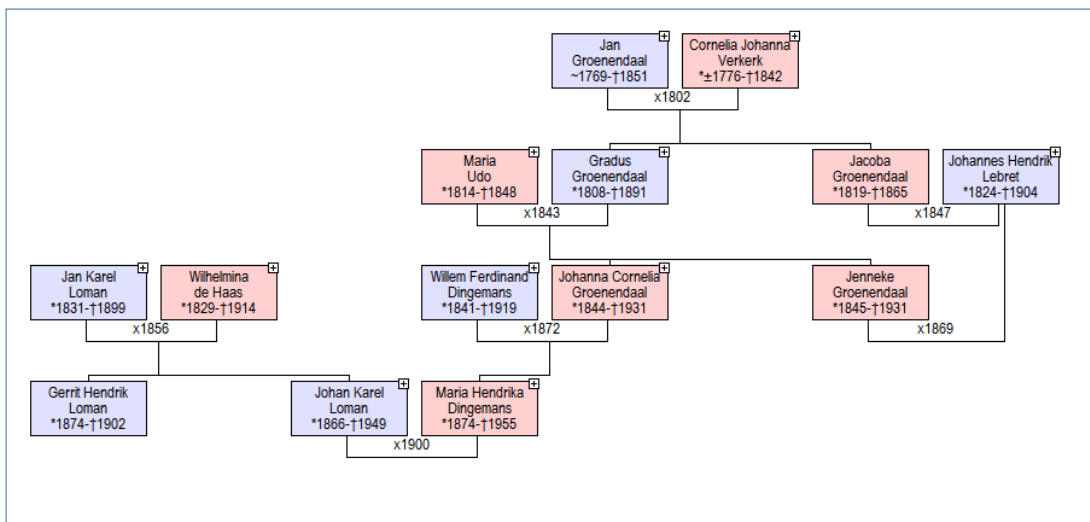 Jan
Groenendaal
~1769-†1851
Cornelia Johanna
Verkerk
*±1776-†1842
x1802
Maria
Udo
*1814-†1848
Gradus
Groenendaal
*1808-†1891
Jacoba
Groenendaal
*1819-†1865
Johannes Hendrik
Lebret
*1824-†1904
x1843
x1847
Jan Karel
Loman
*1831-†1899
Wilhelmina
de Haas
*1829-†1914
Willem Ferdinand
Dingemans
*1841-†1919
Johanna Cornelia
Groenendaal
*1844-†1931
Jenneke
Groenendaal
*1845-†1931
x1856
x1872
x1869
Gerrit Hendrik
Loman
*1874-†1902
Johan Karel
Loman
*1866-†1949
Maria Hendrika
Dingemans
*1874-†1955
x1900